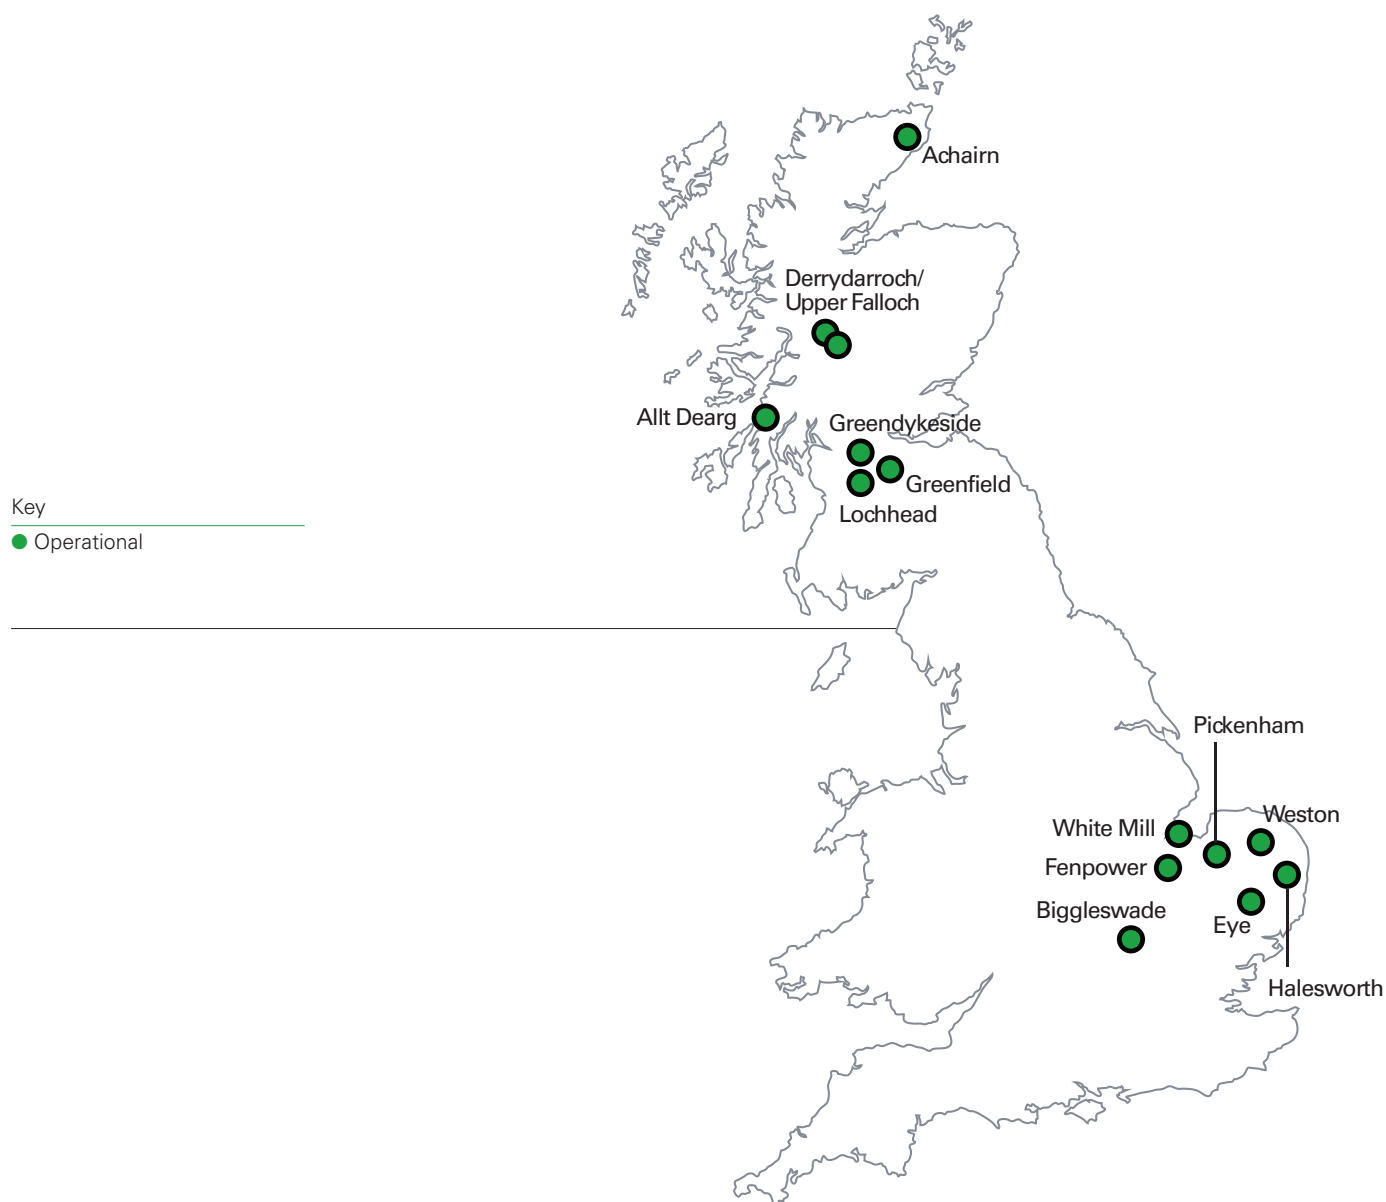 Achairn
Derrydarroch/
Upper Falloch
Allt Dearg
Greendykeside
Greenfield
Lochhead
Key
Operational
Pickenham
Weston
White Mill
Fenpower
Biggleswade
Eye
Halesworth